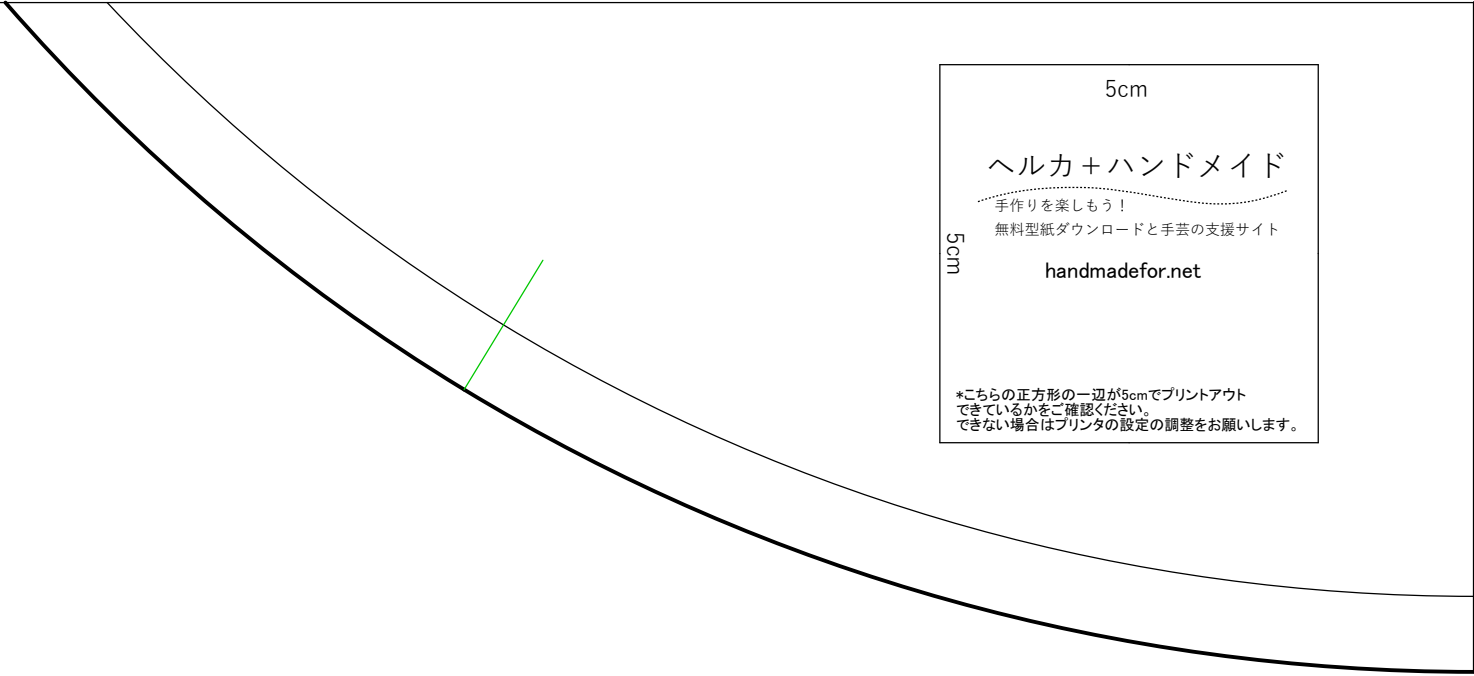 5cm
ヘルカ+ハンドメイド
手作りを楽しもう！
無料型紙ダウンロードと手芸の支援サイト
5cm
handmadefor.net
*こちらの正方形の一辺が5cmでプリントアウト
できているかをご確認ください。
できない場合はプリンタの設定の調整をお願いします。